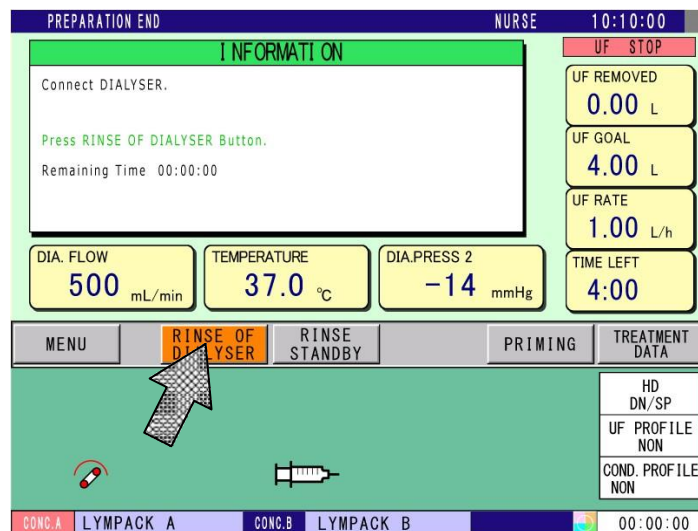 PREPARATION END NURSE 10:10:00
INFORMATION
UF STOP
Connect DIALYSER.
Press RINSE OF DIALYSER Button.
Remaining Time 00:00:00
UF REMOVED
0.00 L
UF GOAL
4.00 L
UF RATE
1.00 L/h
DIA. FLOW
500 mL/min
TEMPERATURE
37.0 ℃
DIA.PRESS 2
-14 mmHg
TIME LEFT
4:00
MENU
RINSE OF
DIALYSER
RINSE
STANDBY
PRIMING
TREATMENT
DATA
HD
DN/SP
UF PROFILE
NON
COND. PROFILE
NON
CONC.A LYMPACK A CONC.B LYMPACK B 00:00:00